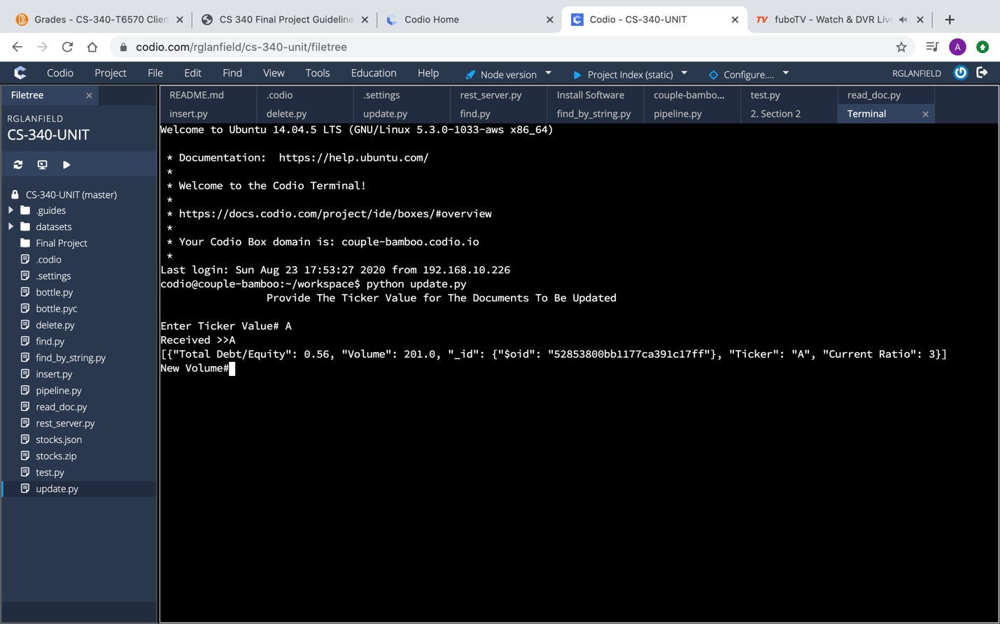 Grades - CS-340-T6570 Clien
CS 340 Final Project Guideline
Codio Home
Codio - CS-340-UNIT
TV fuboTV - Watch & DVR Live
codio.com/rglanfield/cs-340-unit/filetree
A
Codio Project File Edit Find View Tools Education Help Node version Project Index (static) Configure.... RGLANFIELD
Filetree
README.md .codio .settings rest_server.py Install Software couple-bambo... test.py read_doc.py
insert.py delete.py update.py find.py find_by_string.py pipeline.py 2. Section 2 Terminal
RGLANFIELD
CS-340-UNIT
CS-340-UNIT (master)
.guides
datasets
Final Project
.codio
.settings
bottle.py
bottle.pyc
delete.py
find.py
find_by_string.py
insert.py
pipeline.py
read_doc.py
rest_server.py
stocks.json
stocks.zip
test.py
update.py
Welcome to Ubuntu 14.04.5 LTS (GNU/Linux 5.3.0-1033-aws x86_64)
* Documentation:  https://help.ubuntu.com/
*
* Welcome to the Codio Terminal!
*
* https://docs.codio.com/project/ide/boxes/#overview
*
* Your Codio Box domain is: couple-bamboo.codio.io
*
Last login: Sun Aug 23 17:53:27 2020 from 192.168.10.226
codio@couple-bamboo:~/workspace$ python update.py
Provide The Ticker Value for The Documents To Be Updated
Enter Ticker Value# A
Received >>A
[{"Total Debt/Equity": 0.56, "Volume": 201.0, "_id": {"$oid": "52853800bb1177ca391c17ff"}, "Ticker": "A", "Current Ratio": 3}]
New Volume#